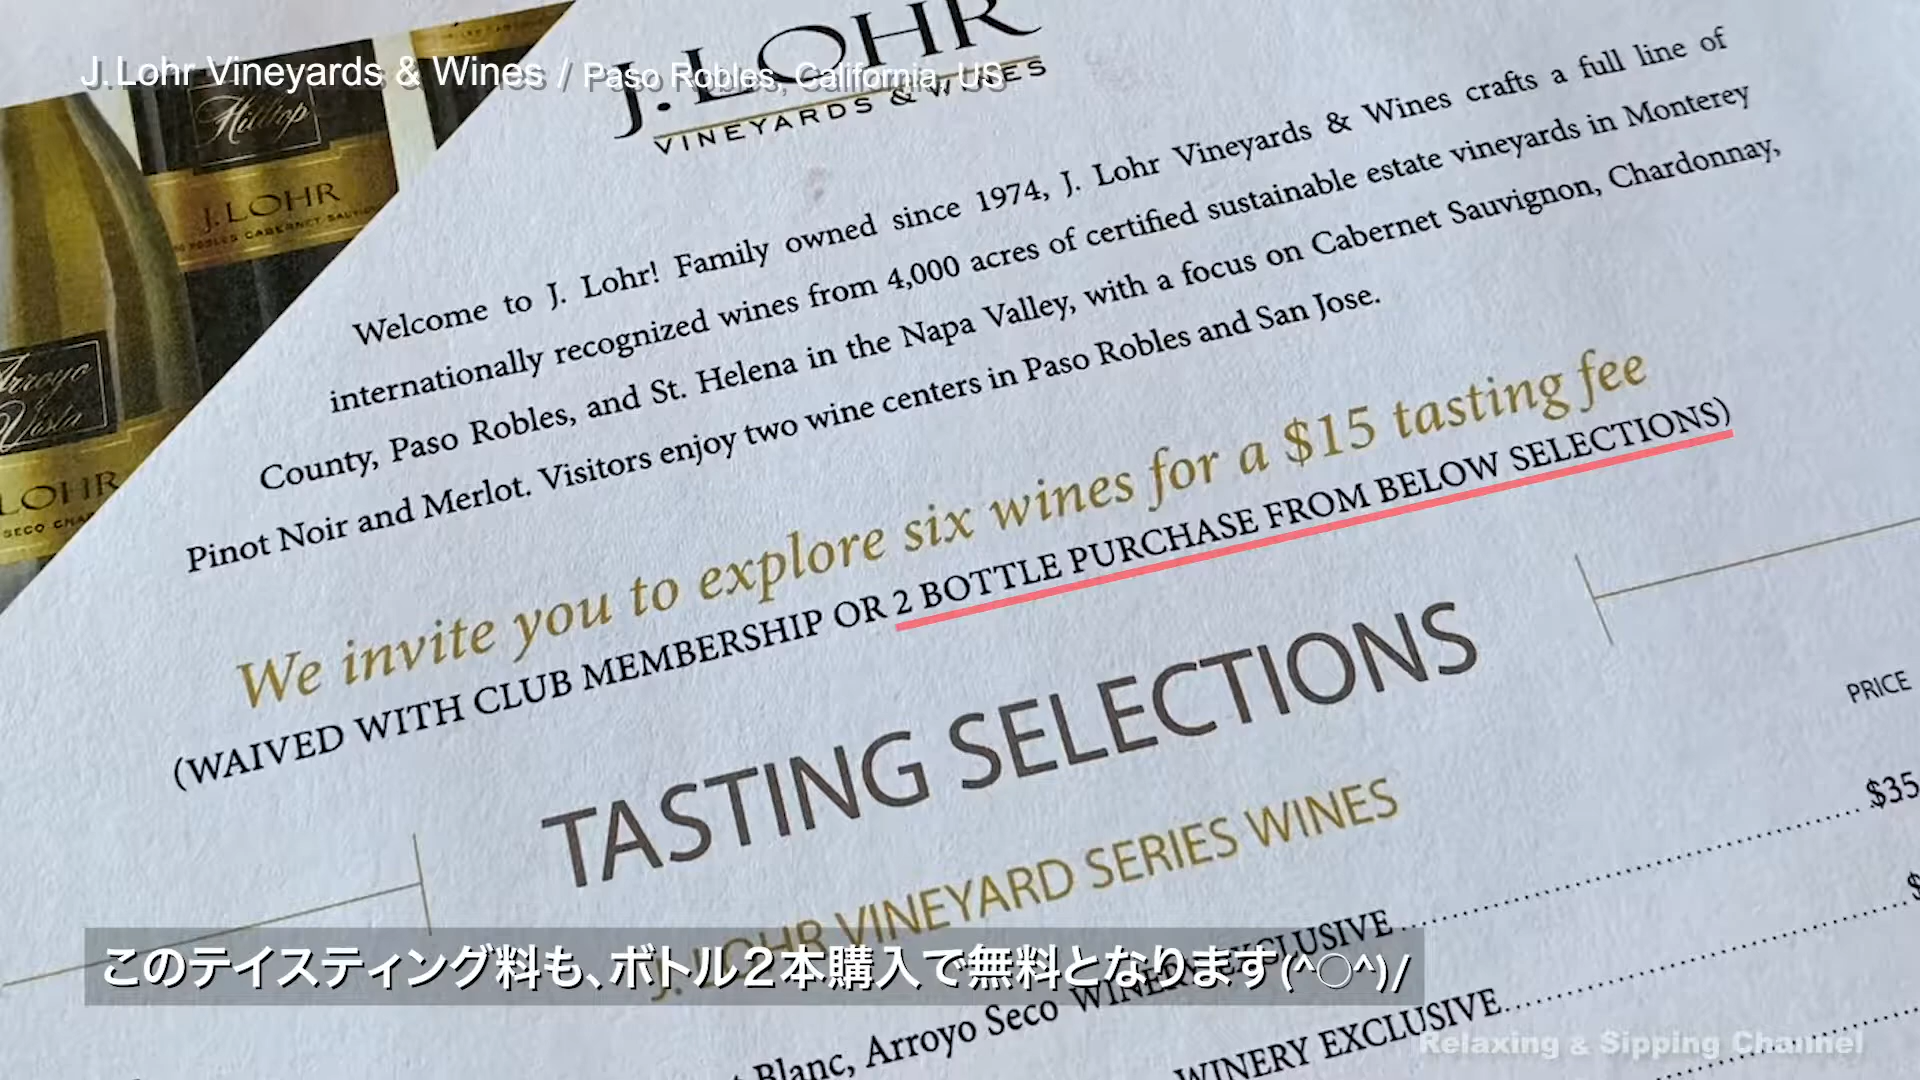 J.Lohr Vineyards & Wines / Paso Robles, California, US
J. LOHR
VINEYARDS & WINES
Hilltop
J. LOHR
Arroyo
Vista
LOHR
Welcome to J. Lohr! Family owned since 1974, J. Lohr Vineyards & Wines crafts a full line of
internationally recognized wines from 4,000 acres of certified sustainable estate vineyards in Monterey
County, Paso Robles, and St. Helena in the Napa Valley, with a focus on Cabernet Sauvignon, Chardonnay,
Pinot Noir and Merlot. Visitors enjoy two wine centers in Paso Robles and San Jose.
We invite you to explore six wines for a $15 tasting fee
(WAIVED WITH CLUB MEMBERSHIP OR 2 BOTTLE PURCHASE FROM BELOW SELECTIONS)
TASTING SELECTIONS
PRICE
J. LOHR VINEYARD SERIES WINES
Blanc, Arroyo Seco WINERY EXCLUSIVE $35
WINERY EXCLUSIVE $
このテイスティング料も、ボトル２本購入で無料となります(^○^)/
Relaxing & Sipping Channel